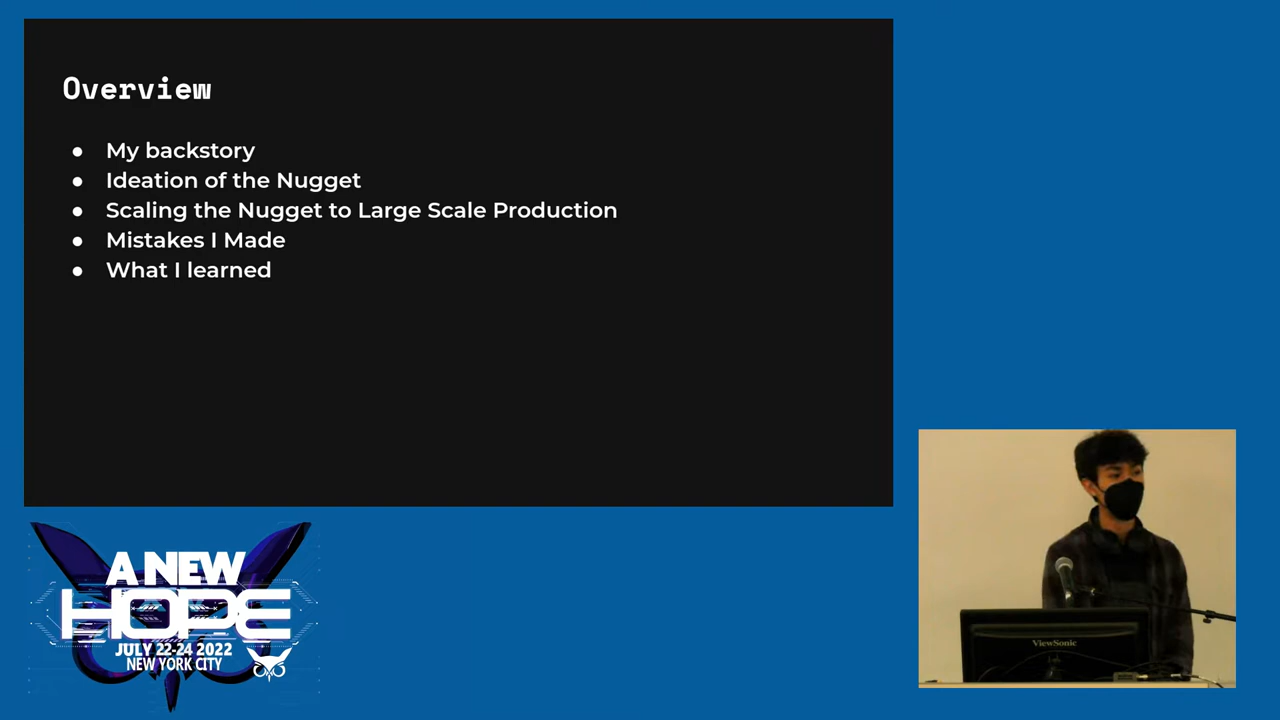 Overview
● My backstory
● Ideation of the Nugget
● Scaling the Nugget to Large Scale Production
● Mistakes I Made
● What I learned
A NEW
HOPE
JULY 22-24 2022
NEW YORK CITY
ViewSonic